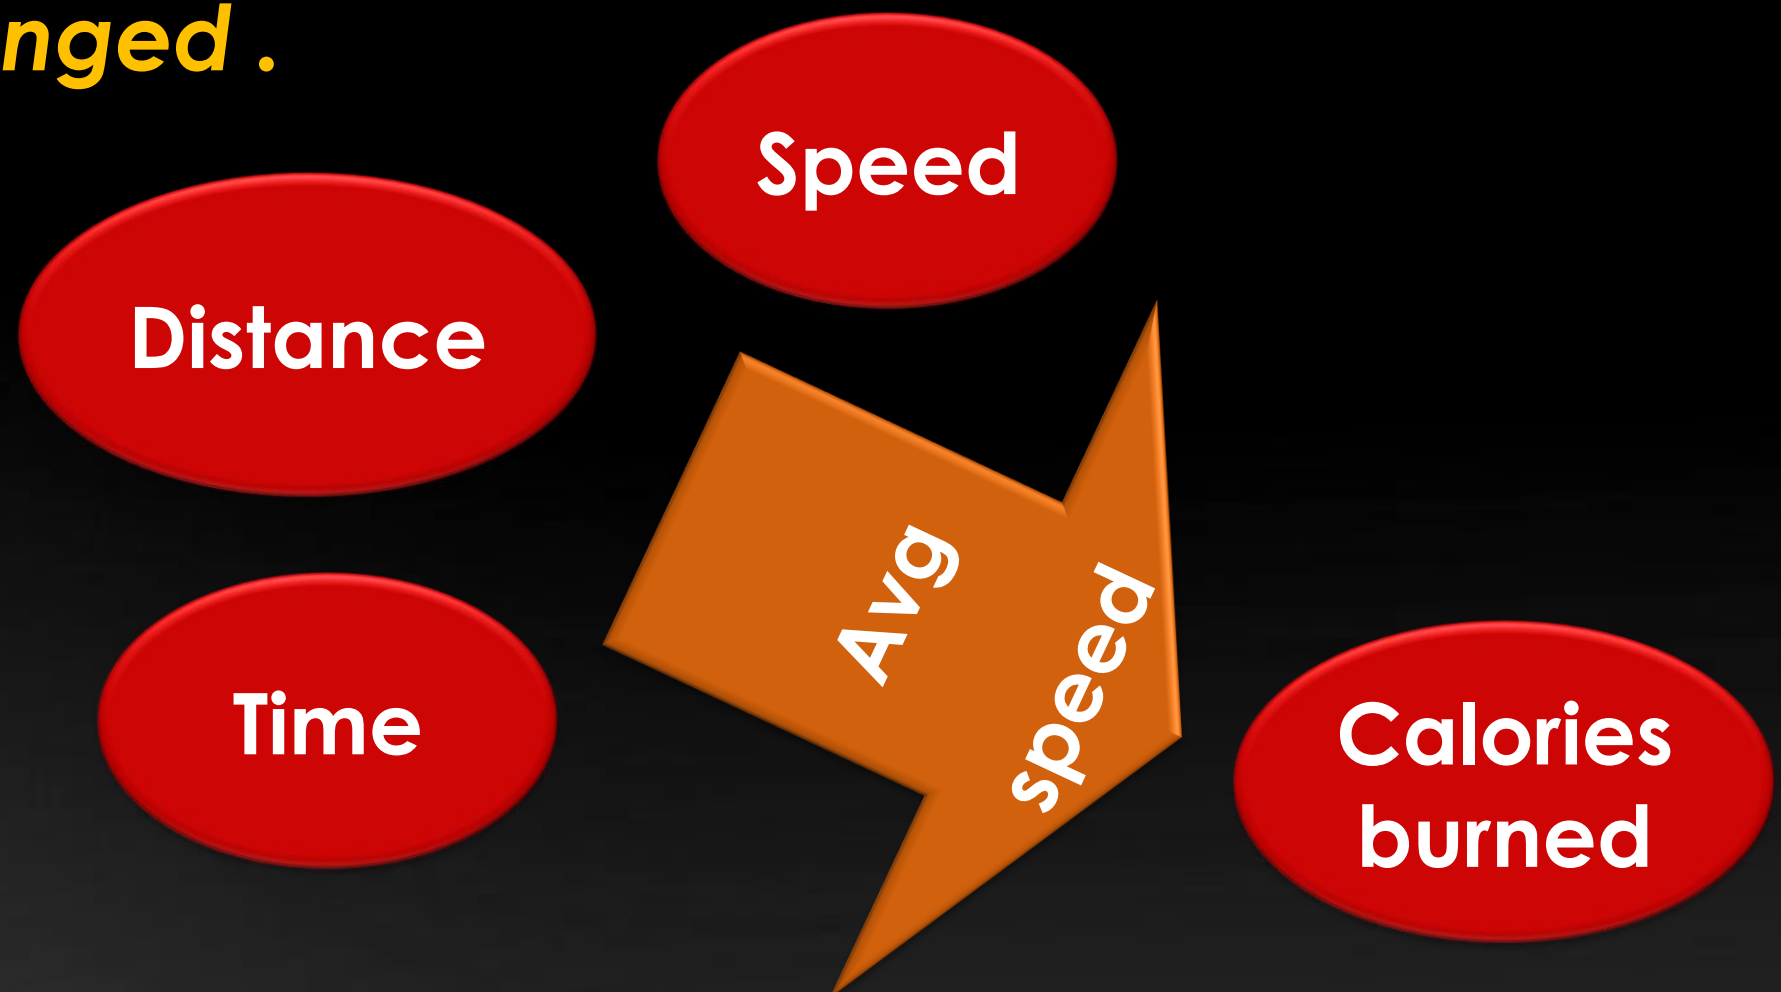 nged .
Speed
Distance
Avg
speed
Time
Calories
burned